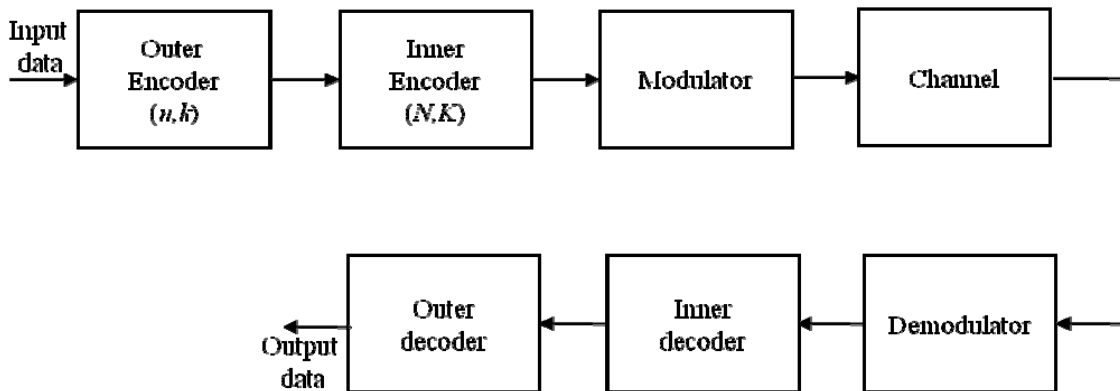 Input
data
Outer
Encoder
(n,k)
Inner
Encoder
(N,K)
Modulator
Channel
Outer
decoder
Inner
decoder
Demodulator
Output
data